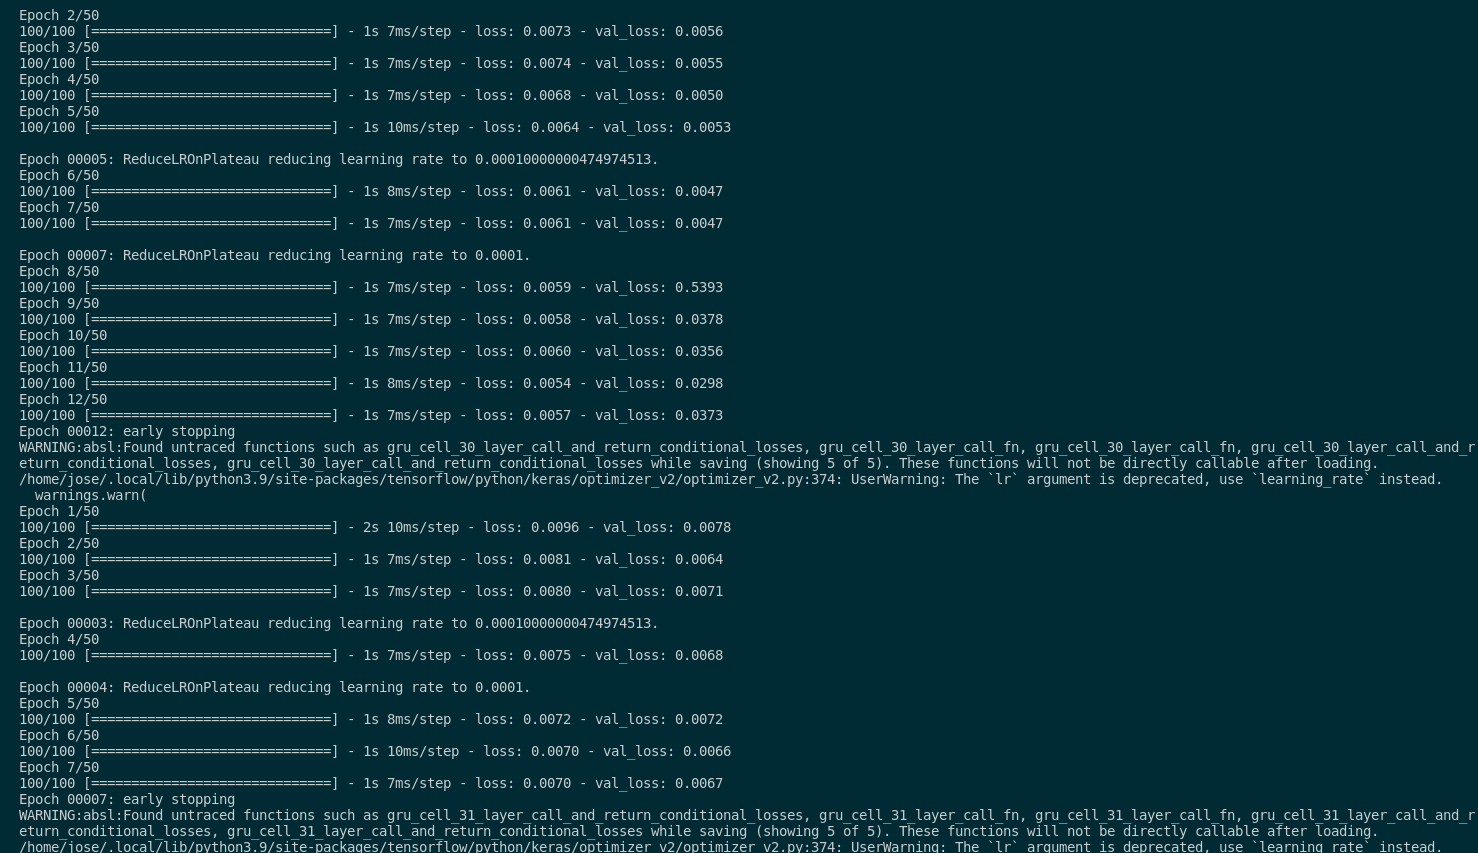 Epoch 2/50
100/100 [==============================] - 1s 7ms/step - loss: 0.0073 - val_loss: 0.0056
Epoch 3/50
100/100 [==============================] - 1s 7ms/step - loss: 0.0074 - val_loss: 0.0055
Epoch 4/50
100/100 [==============================] - 1s 7ms/step - loss: 0.0068 - val_loss: 0.0050
Epoch 5/50
100/100 [==============================] - 1s 10ms/step - loss: 0.0064 - val_loss: 0.0053
Epoch 00005: ReduceLROnPlateau reducing learning rate to 0.00010000000474974513.
Epoch 6/50
100/100 [==============================] - 1s 8ms/step - loss: 0.0061 - val_loss: 0.0047
Epoch 7/50
100/100 [==============================] - 1s 7ms/step - loss: 0.0061 - val_loss: 0.0047
Epoch 00007: ReduceLROnPlateau reducing learning rate to 0.0001.
Epoch 8/50
100/100 [==============================] - 1s 7ms/step - loss: 0.0059 - val_loss: 0.5393
Epoch 9/50
100/100 [==============================] - 1s 7ms/step - loss: 0.0058 - val_loss: 0.0378
Epoch 10/50
100/100 [==============================] - 1s 7ms/step - loss: 0.0060 - val_loss: 0.0356
Epoch 11/50
100/100 [==============================] - 1s 8ms/step - loss: 0.0054 - val_loss: 0.0298
Epoch 12/50
100/100 [==============================] - 1s 7ms/step - loss: 0.0057 - val_loss: 0.0373
Epoch 00012: early stopping
WARNING:absl:Found untraced functions such as gru_cell_30_layer_call_and_return_conditional_losses, gru_cell_30_layer_call_fn, gru_cell_30_layer_call_fn, gru_cell_30_layer_call_and_r
eturn_conditional_losses, gru_cell_30_layer_call_and_return_conditional_losses while saving (showing 5 of 5). These functions will not be directly callable after loading.
/home/jose/.local/lib/python3.9/site-packages/tensorflow/python/keras/optimizer_v2/optimizer_v2.py:374: UserWarning: The `lr` argument is deprecated, use `learning_rate` instead.
  warnings.warn(
Epoch 1/50
100/100 [==============================] - 2s 10ms/step - loss: 0.0096 - val_loss: 0.0078
Epoch 2/50
100/100 [==============================] - 1s 7ms/step - loss: 0.0081 - val_loss: 0.0064
Epoch 3/50
100/100 [==============================] - 1s 7ms/step - loss: 0.0080 - val_loss: 0.0071
Epoch 00003: ReduceLROnPlateau reducing learning rate to 0.00010000000474974513.
Epoch 4/50
100/100 [==============================] - 1s 7ms/step - loss: 0.0075 - val_loss: 0.0068
Epoch 00004: ReduceLROnPlateau reducing learning rate to 0.0001.
Epoch 5/50
100/100 [==============================] - 1s 8ms/step - loss: 0.0072 - val_loss: 0.0072
Epoch 6/50
100/100 [==============================] - 1s 10ms/step - loss: 0.0070 - val_loss: 0.0066
Epoch 7/50
100/100 [==============================] - 1s 7ms/step - loss: 0.0070 - val_loss: 0.0067
Epoch 00007: early stopping
WARNING:absl:Found untraced functions such as gru_cell_31_layer_call_and_return_conditional_losses, gru_cell_31_layer_call_fn, gru_cell_31_layer_call_fn, gru_cell_31_layer_call_and_r
eturn_conditional_losses, gru_cell_31_layer_call_and_return_conditional_losses while saving (showing 5 of 5). These functions will not be directly callable after loading.
/home/jose/.local/lib/python3.9/site-packages/tensorflow/python/keras/optimizer_v2/optimizer_v2.py:374: UserWarning: The `lr` argument is deprecated, use `learning_rate` instead.